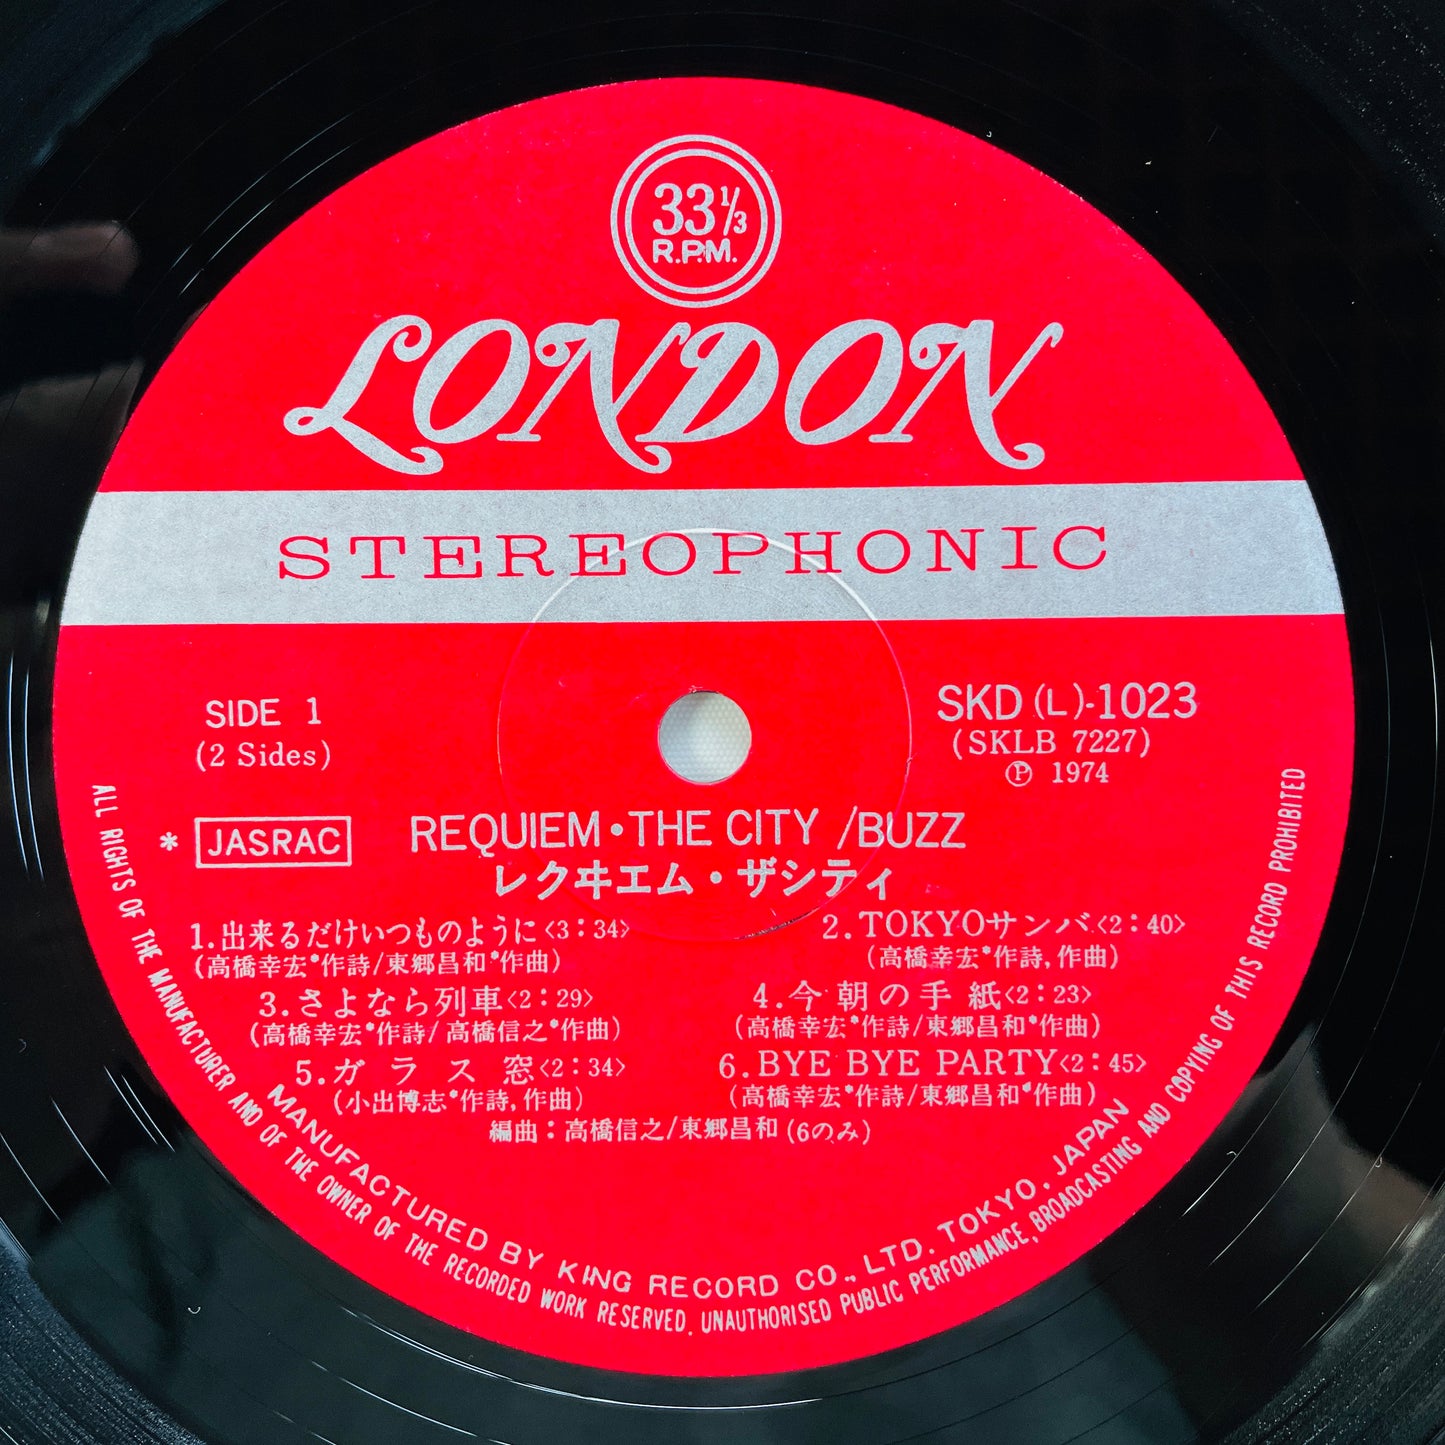 33 1/3
R.P.M.
LONDON
STEREOPHONIC
SIDE 1
(2 Sides)
SKD (L)-1023
(SKLB 7227)
Ⓟ 1974
* JASRAC
REQUIEM・THE CITY /BUZZ
レクヰエム・ザシティ
1.出来るだけいつものように<3:34>
(高橋幸宏*作詩/東郷昌和*作曲)
2.TOKYOサンバ<2:40>
(高橋幸宏*作詩,作曲)
3.さよなら列車<2:29>
(高橋幸宏*作詩/高橋信之*作曲)
4.今朝の手紙<2:23>
(高橋幸宏*作詩/東郷昌和*作曲)
5.ガラス窓<2:34>
(小出博志*作詩,作曲)
6.BYE BYE PARTY<2:45>
(高橋幸宏*作詩/東郷昌和*作曲)
編曲:高橋信之/東郷昌和(6のみ)
MANUFACTURED BY KING RECORD CO., LTD. TOKYO, JAPAN
ALL RIGHTS OF THE MANUFACTURER AND OF THE OWNER OF THE RECORDED WORK RESERVED. UNAUTHORISED PUBLIC PERFORMANCE, BROADCASTING AND COPYING OF THIS RECORD PROHIBITED